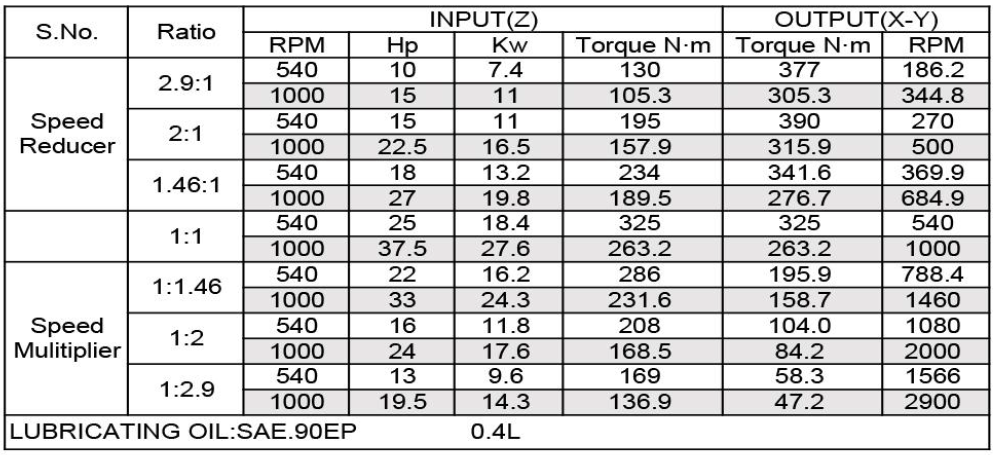 S.No. Ratio INPUT(Z) OUTPUT(X-Y)
RPM Hp Kw Torque N·m Torque N·m RPM
Speed Reducer 2.9:1 540 10 7.4 130 377 186.2
1000 15 11 105.3 305.3 344.8
2:1 540 15 11 195 390 270
1000 22.5 16.5 157.9 315.9 500
1.46:1 540 18 13.2 234 341.6 369.9
1000 27 19.8 189.5 276.7 684.9
1:1 540 25 18.4 325 325 540
1000 37.5 27.6 263.2 263.2 1000
Speed Mulitiplier 1:1.46 540 22 16.2 286 195.9 788.4
1000 33 24.3 231.6 158.7 1460
1:2 540 16 11.8 208 104.0 1080
1000 24 17.6 168.5 84.2 2000
1:2.9 540 13 9.6 169 58.3 1566
1000 19.5 14.3 136.9 47.2 2900
LUBRICATING OIL:SAE.90EP 0.4L